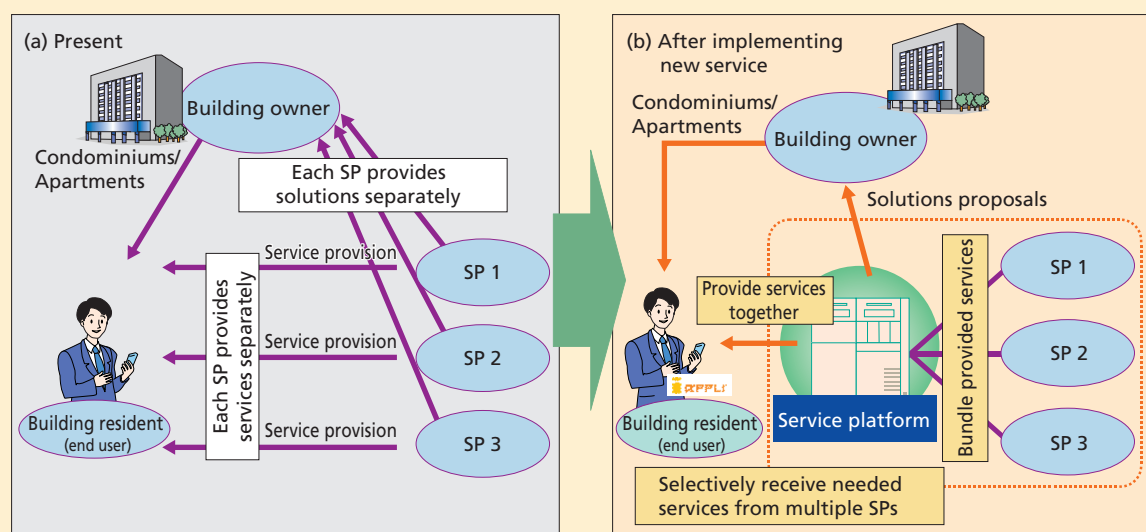 (a) Present
Building owner
Condominiums/
Apartments
Each SP provides
solutions separately
Service provision
SP 1
Each SP provides
services separately
Service provision
SP 2
Service provision
SP 3
Building resident
(end user)
(b) After implementing
new service
Condominiums/
Apartments
Building owner
Solutions proposals
Provide services
together
Bundle provided services
SP 1
SP 2
SP 3
Service platform
Building resident
(end user)
Selectively receive needed
services from multiple SPs